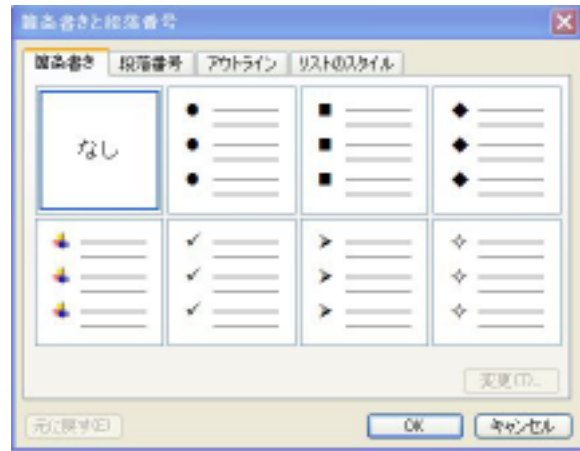 箇条書きと段落番号
箇条書き 段落番号 アウトライン リストのスタイル
なし
変更(T)...
元に戻す(E) OK キャンセル